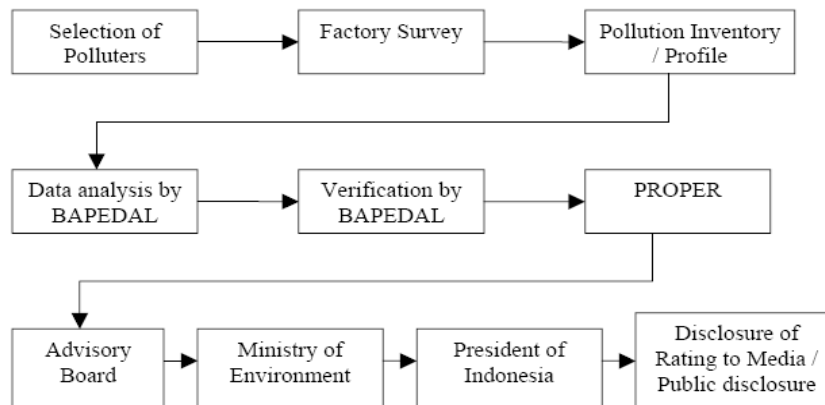 Selection of
Polluters
Factory Survey
Pollution Inventory
/ Profile
Data analysis by
BAPEDAL
Verification by
BAPEDAL
PROPER
Advisory
Board
Ministry of
Environment
President of
Indonesia
Disclosure of
Rating to Media /
Public disclosure